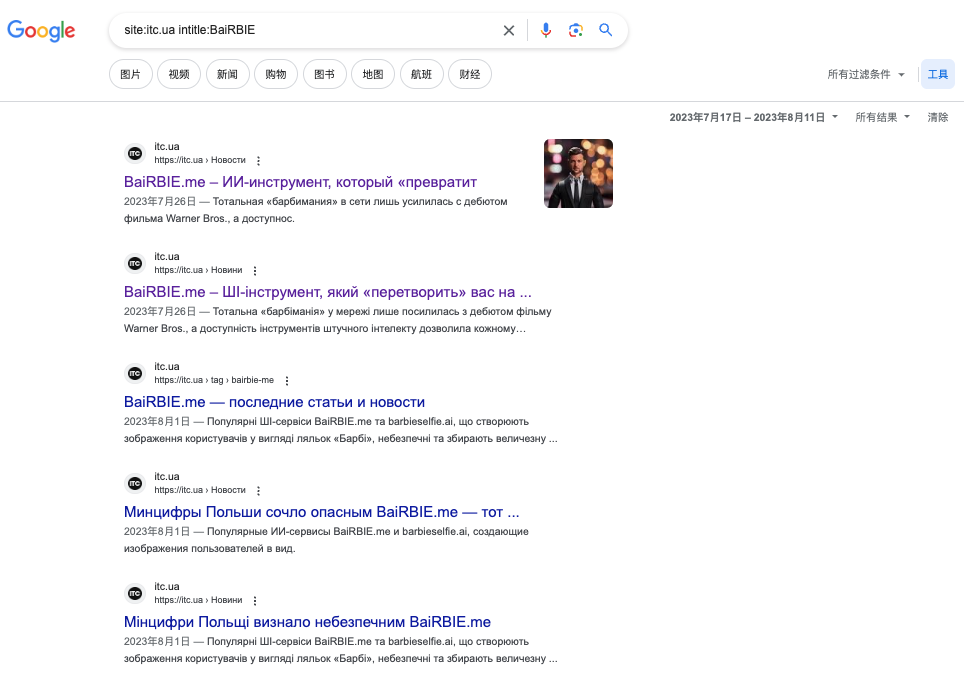 Google
site:itc.ua intitle:BaiRBIE
图片 视频 新闻 购物 图书 地图 航班 财经 所有过滤条件 工具
2023年7月17日 – 2023年8月11日 所有结果 清除
itc
itc.ua
https://itc.ua › Новости
BaiRBIE.me – ИИ-инструмент, который «превратит
2023年7月26日 — Тотальная «барбимания» в сети лишь усилилась с дебютом
фильма Warner Bros., а доступнос.
itc
itc.ua
https://itc.ua › Новини
BaiRBIE.me – ШІ-інструмент, який «перетворить» вас на ...
2023年7月26日 — Тотальна «барбіманія» у мережі лише посилилась з дебютом фільму
Warner Bros., а доступність інструментів штучного інтелекту дозволила кожному…
itc
itc.ua
https://itc.ua › tag › bairbie-me
BaiRBIE.me — последние статьи и новости
2023年8月1日 — Популярні ШІ-сервіси BaiRBIE.me та barbieselfie.ai, що створюють
зображення користувачів у вигляді ляльок «Барбі», небезпечні та збирають величезну ...
itc
itc.ua
https://itc.ua › Новости
Минцифры Польши сочло опасным BaiRBIE.me — тот ...
2023年8月1日 — Популярные ИИ-сервисы BaiRBIE.me и barbieselfie.ai, создающие
изображения пользователей в вид.
itc
itc.ua
https://itc.ua › Новини
Мінцифри Польщі визнало небезпечним BaiRBIE.me
2023年8月1日 — Популярні ШІ-сервіси BaiRBIE.me та barbieselfie.ai, що створюють
зображення користувачів у вигляді ляльок «Барбі», небезпечні та збирають величезну ...